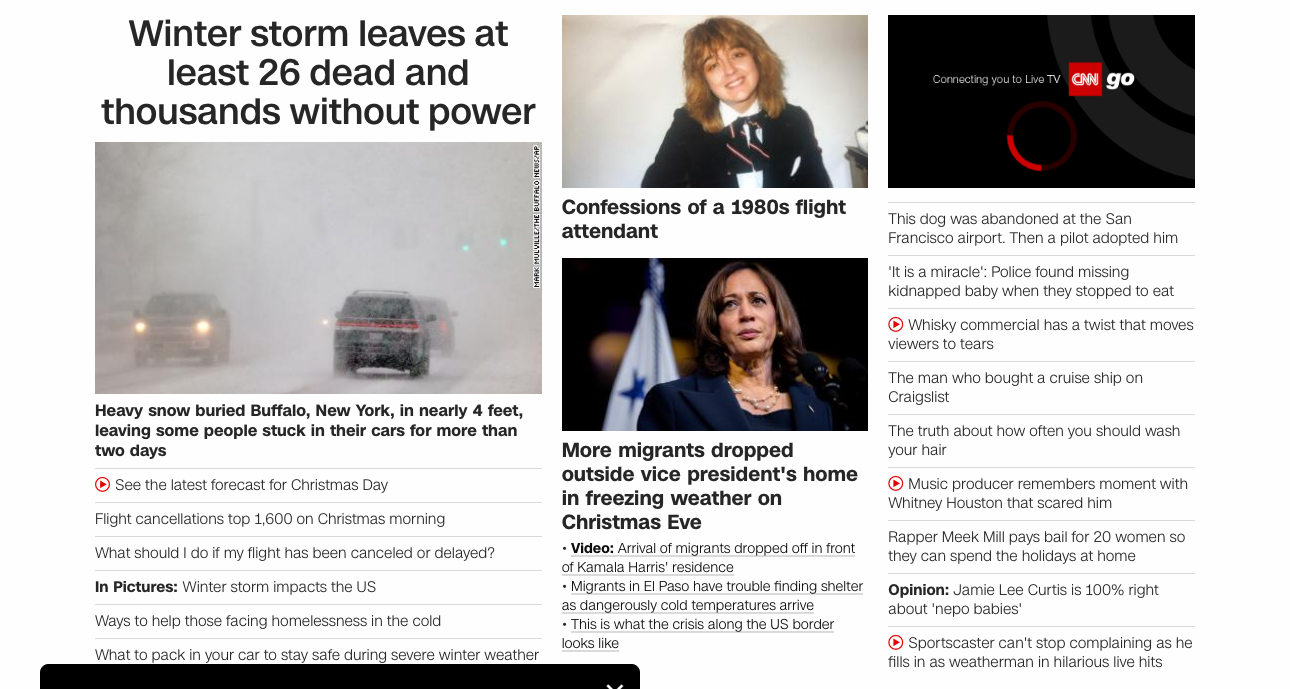 Winter storm leaves at
least 26 dead and
thousands without power
MARK MULVILLE/THE BUFFALO NEWS/AP
Heavy snow buried Buffalo, New York, in nearly 4 feet,
leaving some people stuck in their cars for more than
two days
See the latest forecast for Christmas Day
Flight cancellations top 1,600 on Christmas morning
What should I do if my flight has been canceled or delayed?
In Pictures: Winter storm impacts the US
Ways to help those facing homelessness in the cold
What to pack in your car to stay safe during severe winter weather
Confessions of a 1980s flight
attendant
More migrants dropped
outside vice president's home
in freezing weather on
Christmas Eve
• Video: Arrival of migrants dropped off in front
of Kamala Harris' residence
• Migrants in El Paso have trouble finding shelter
as dangerously cold temperatures arrive
• This is what the crisis along the US border
looks like
Connecting you to Live TV CNN go
This dog was abandoned at the San
Francisco airport. Then a pilot adopted him
'It is a miracle': Police found missing
kidnapped baby when they stopped to eat
Whisky commercial has a twist that moves
viewers to tears
The man who bought a cruise ship on
Craigslist
The truth about how often you should wash
your hair
Music producer remembers moment with
Whitney Houston that scared him
Rapper Meek Mill pays bail for 20 women so
they can spend the holidays at home
Opinion: Jamie Lee Curtis is 100% right
about 'nepo babies'
Sportscaster can't stop complaining as he
fills in as weatherman in hilarious live hits